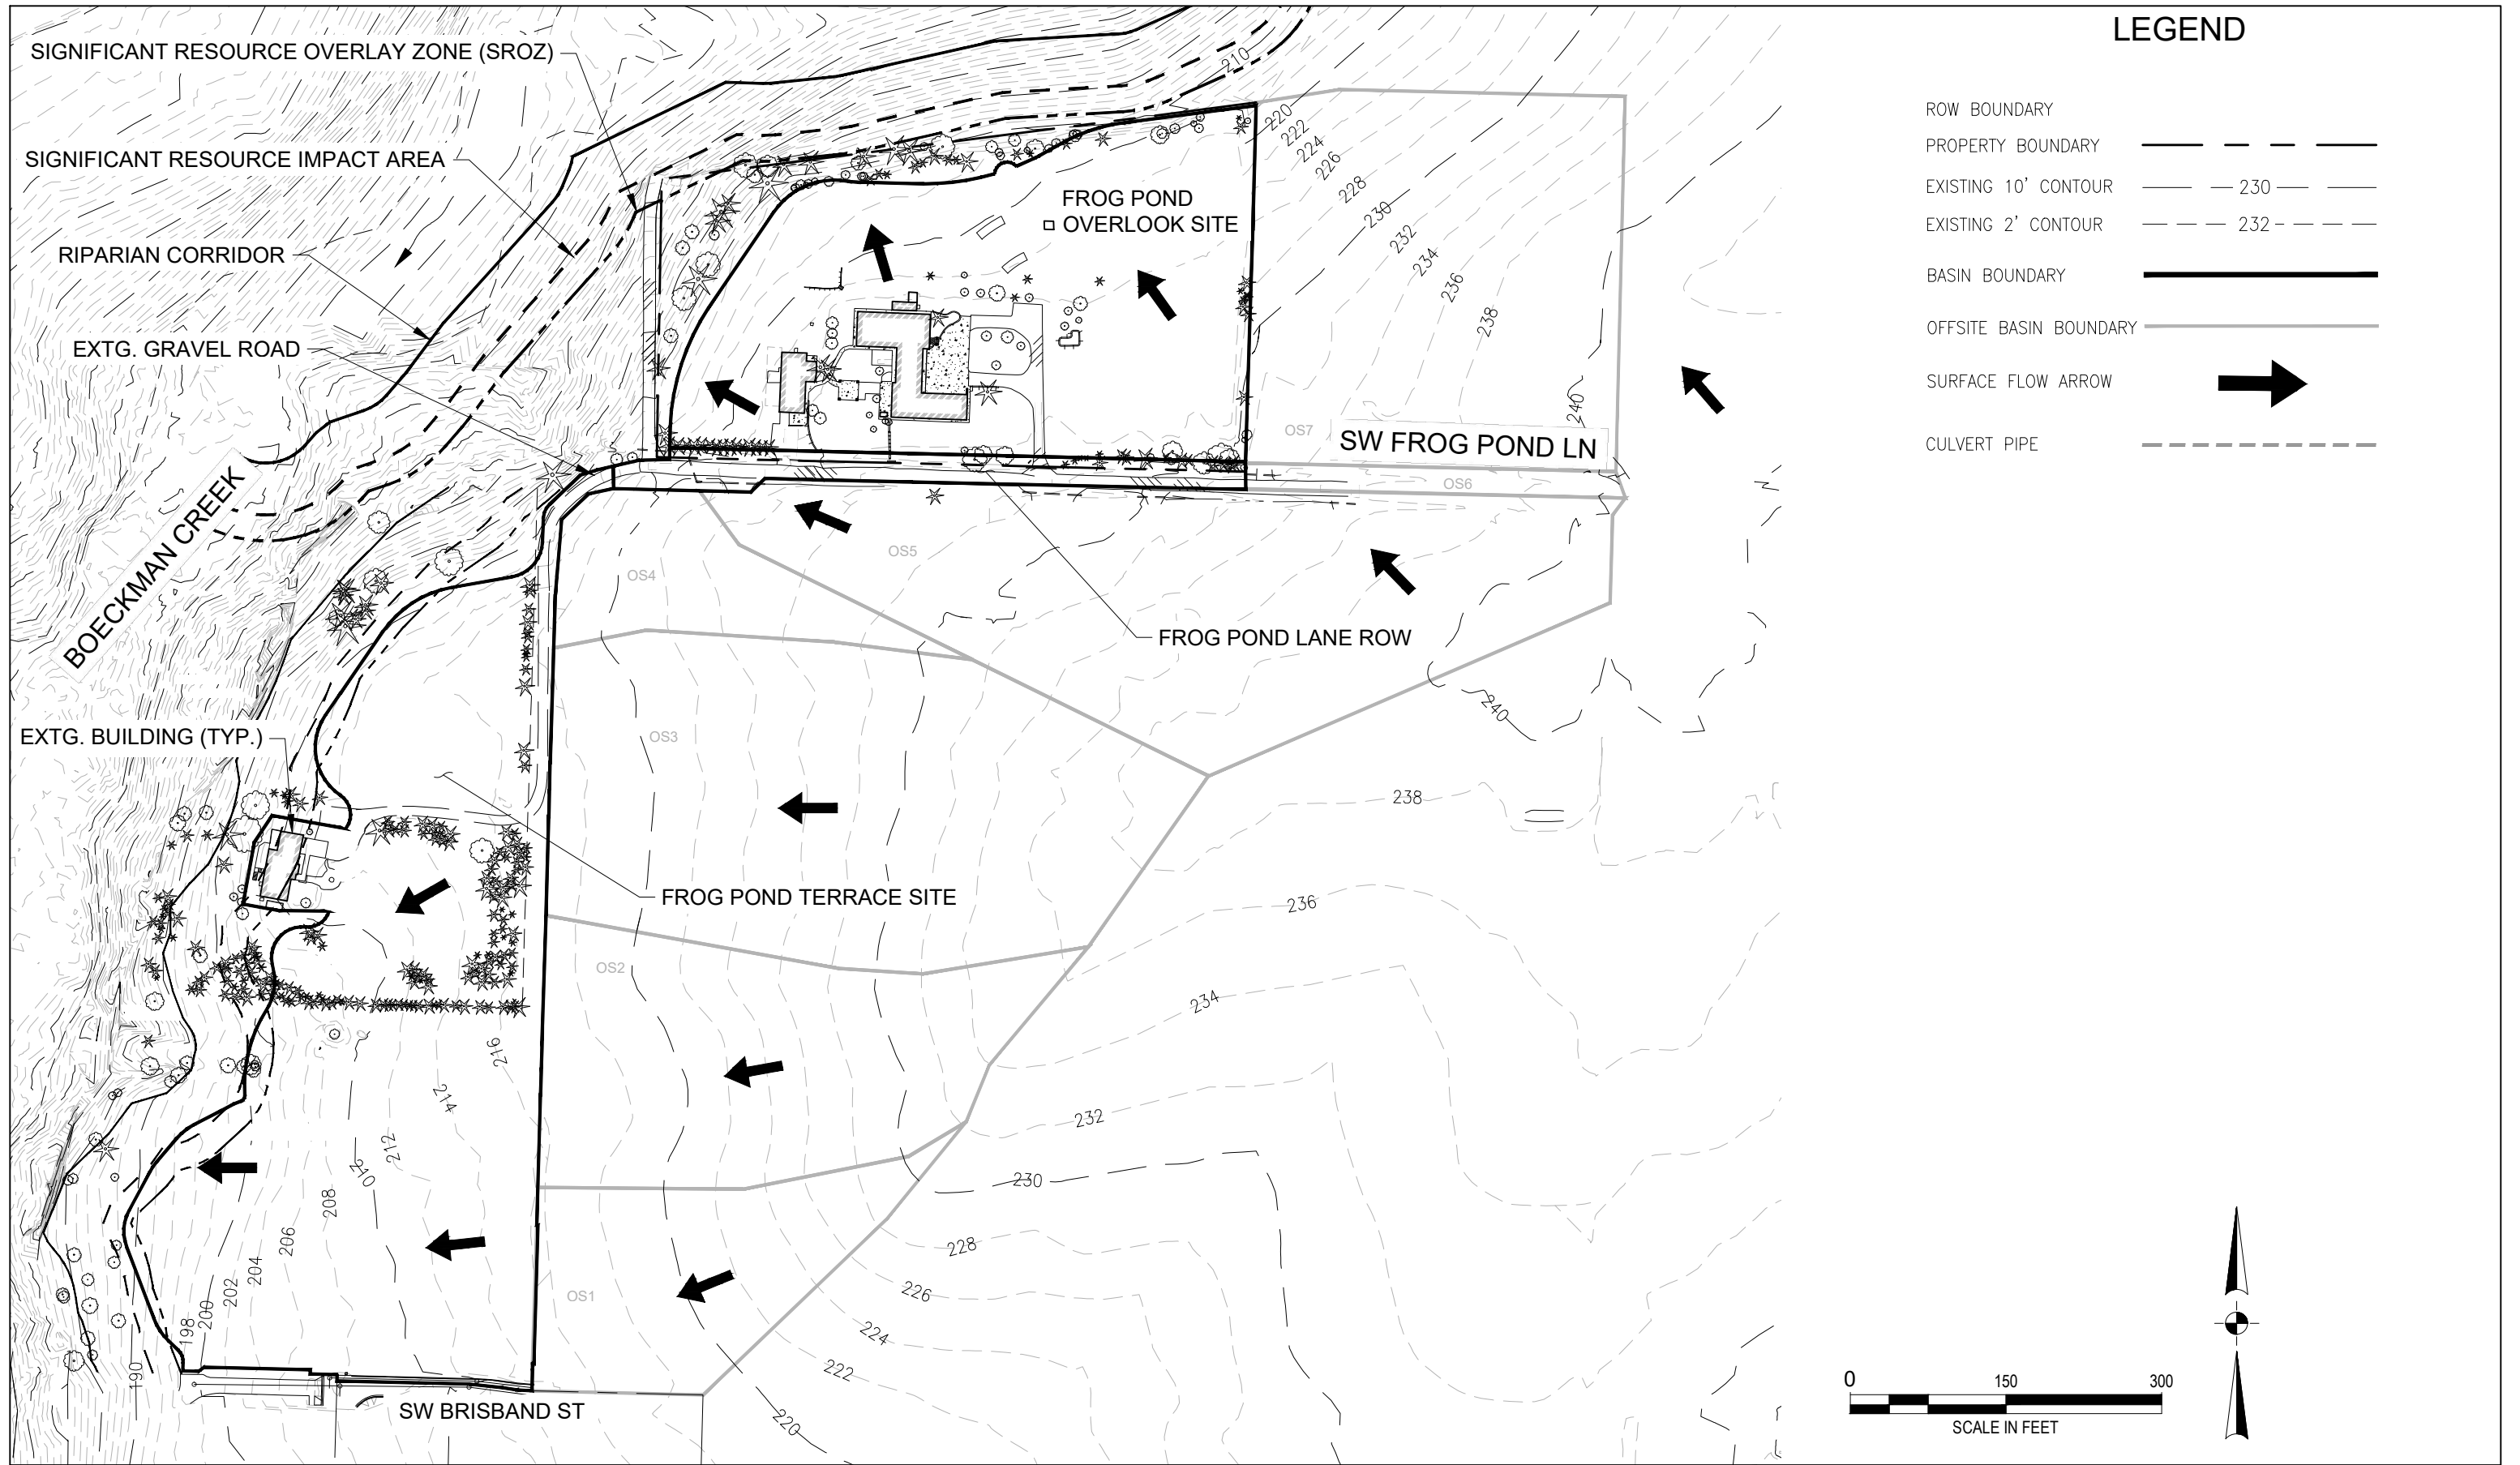 SIGNIFICANT RESOURCE OVERLAY ZONE (SROZ)
SIGNIFICANT RESOURCE IMPACT AREA
RIPARIAN CORRIDOR
EXTG. GRAVEL ROAD
BOECKMAN CREEK
EXTG. BUILDING (TYP.)
FROG POND
OVERLOOK SITE
SW FROG POND LN
FROG POND LANE ROW
FROG POND TERRACE SITE
SW BRISBAND ST
OS7
OS6
OS5
OS4
OS3
OS2
OS1
210
220
222
224
226
228
230
232
234
236
238
240
240
238
236
234
232
230
228
226
224
222
220
216
214
212
210
208
206
204
202
200
198
190
LEGEND
ROW BOUNDARY
PROPERTY BOUNDARY
EXISTING 10' CONTOUR 230
EXISTING 2' CONTOUR 232
BASIN BOUNDARY
OFFSITE BASIN BOUNDARY
SURFACE FLOW ARROW
CULVERT PIPE
0 150 300
SCALE IN FEET